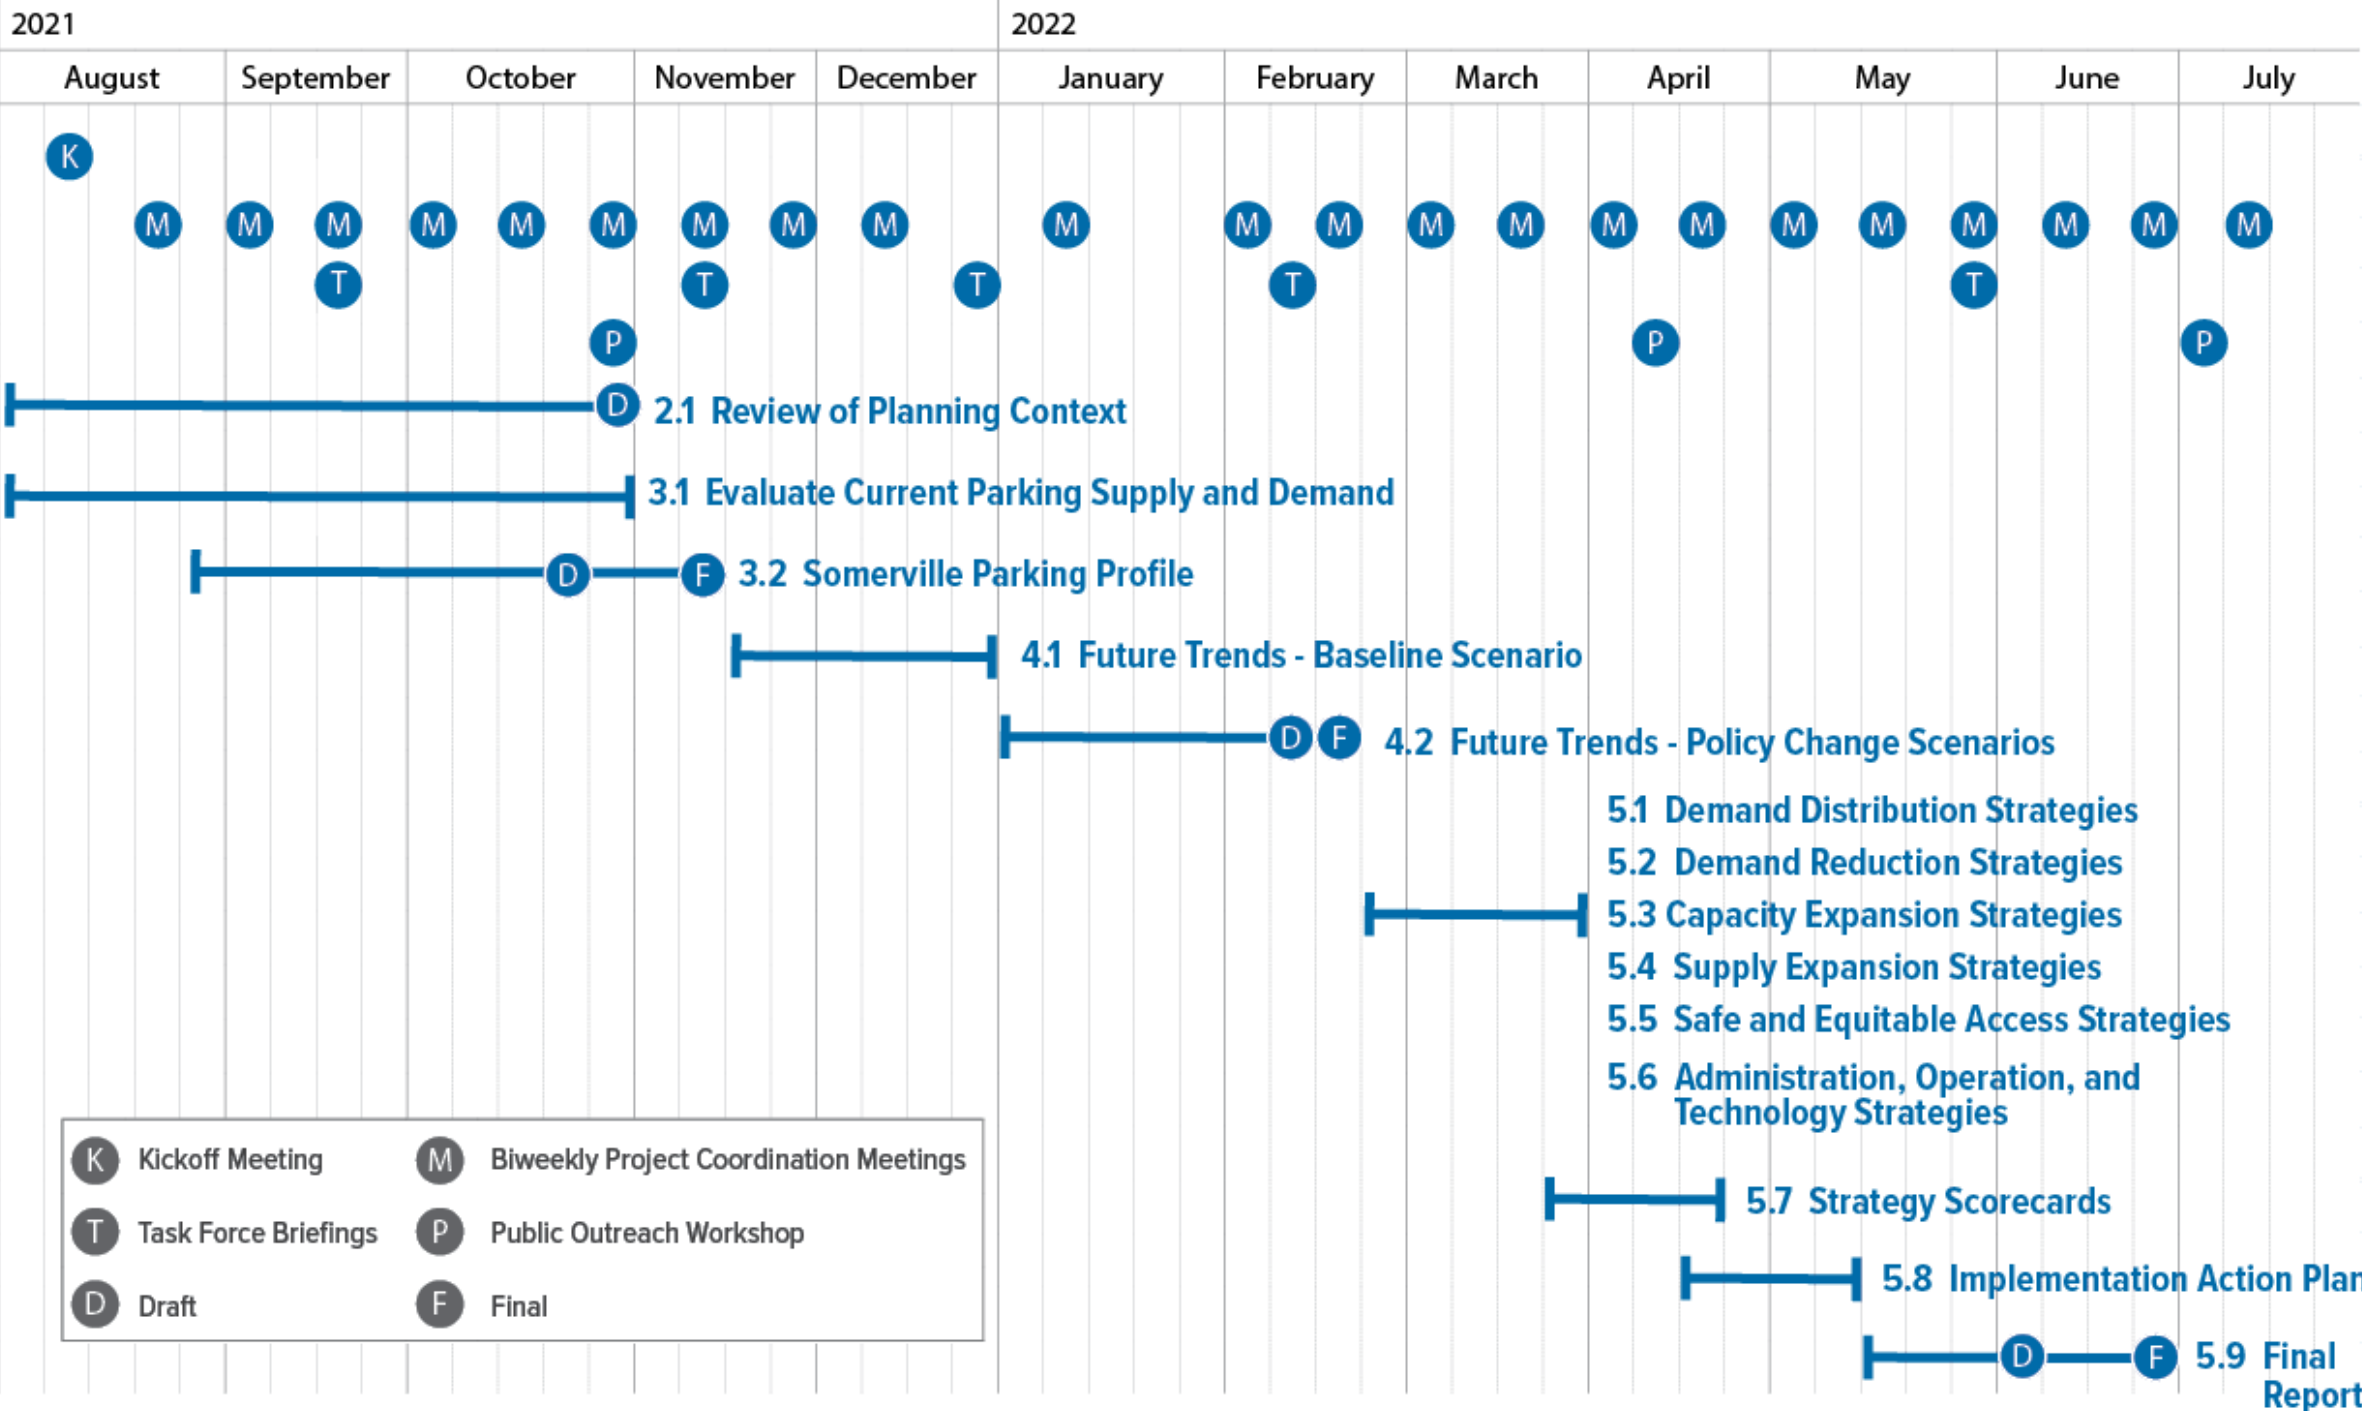 2021
2022
August
September
October
November
December
January
February
March
April
May
June
July
K
M M M M M M M M M M M M M M M M M M M M M M
T T T T T
P P P
D 2.1 Review of Planning Context
3.1 Evaluate Current Parking Supply and Demand
D F 3.2 Somerville Parking Profile
4.1 Future Trends - Baseline Scenario
D F 4.2 Future Trends - Policy Change Scenarios
5.1 Demand Distribution Strategies
5.2 Demand Reduction Strategies
5.3 Capacity Expansion Strategies
5.4 Supply Expansion Strategies
5.5 Safe and Equitable Access Strategies
5.6 Administration, Operation, and
Technology Strategies
5.7 Strategy Scorecards
5.8 Implementation Action Plan
D F 5.9 Final
Report
K Kickoff Meeting
M Biweekly Project Coordination Meetings
T Task Force Briefings
P Public Outreach Workshop
D Draft
F Final